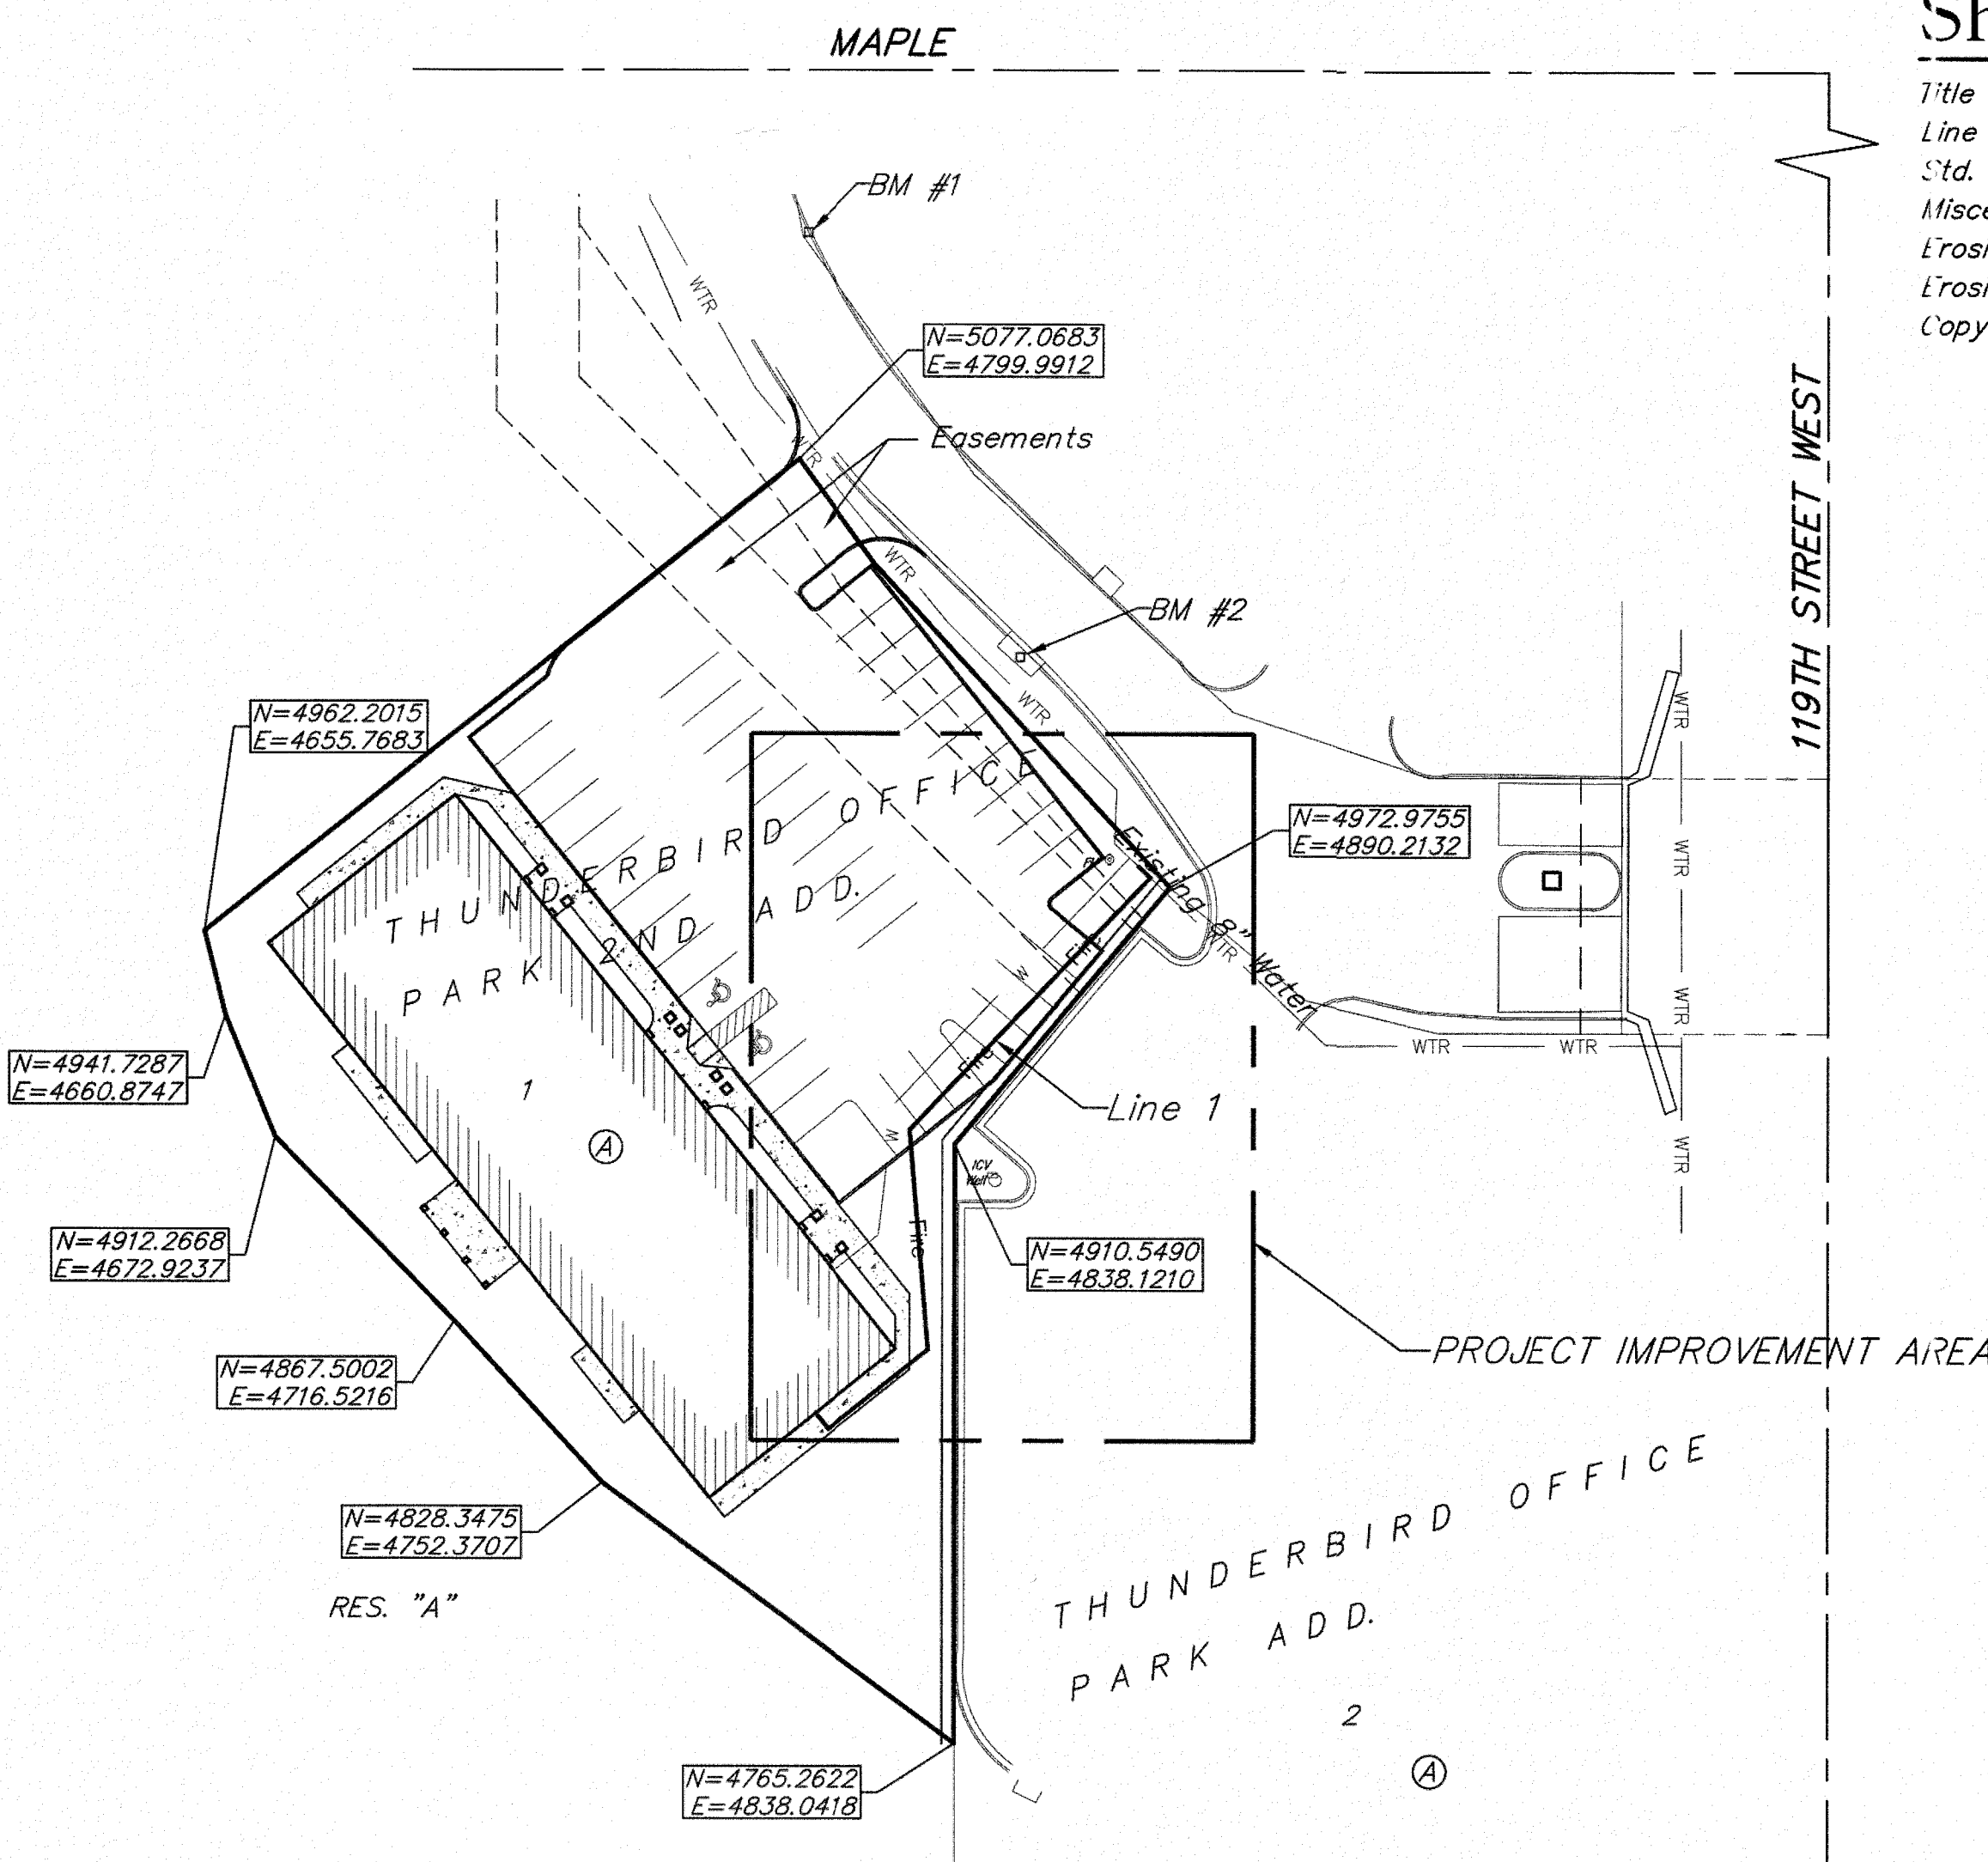 MAPLE
Title
Line
Std.
BM #1
N=5077.0683
E=4799.9912
Easements
119TH STREET WEST
WTR
WTR
WTR
BM #2
WTR
WTR
N=4962.2015
E=4655.7683
N=4972.9755
E=4890.2132
THUNDERBIRD OFFICE
PARK 2ND ADD.
Existing 8" Water
WTR
WTR
WTR
WTR
WTR
WTR
N=4941.7287
E=4660.8747
1
A
Line 1
ICV
Fire
N=4912.2668
E=4672.9237
N=4910.5490
E=4838.1210
PROJECT IMPROVEMENT AREA
N=4867.5002
E=4716.5216
N=4828.3475
E=4752.3707
RES. "A"
THUNDERBIRD OFFICE
PARK ADD.
2
A
N=4765.2622
E=4838.0418